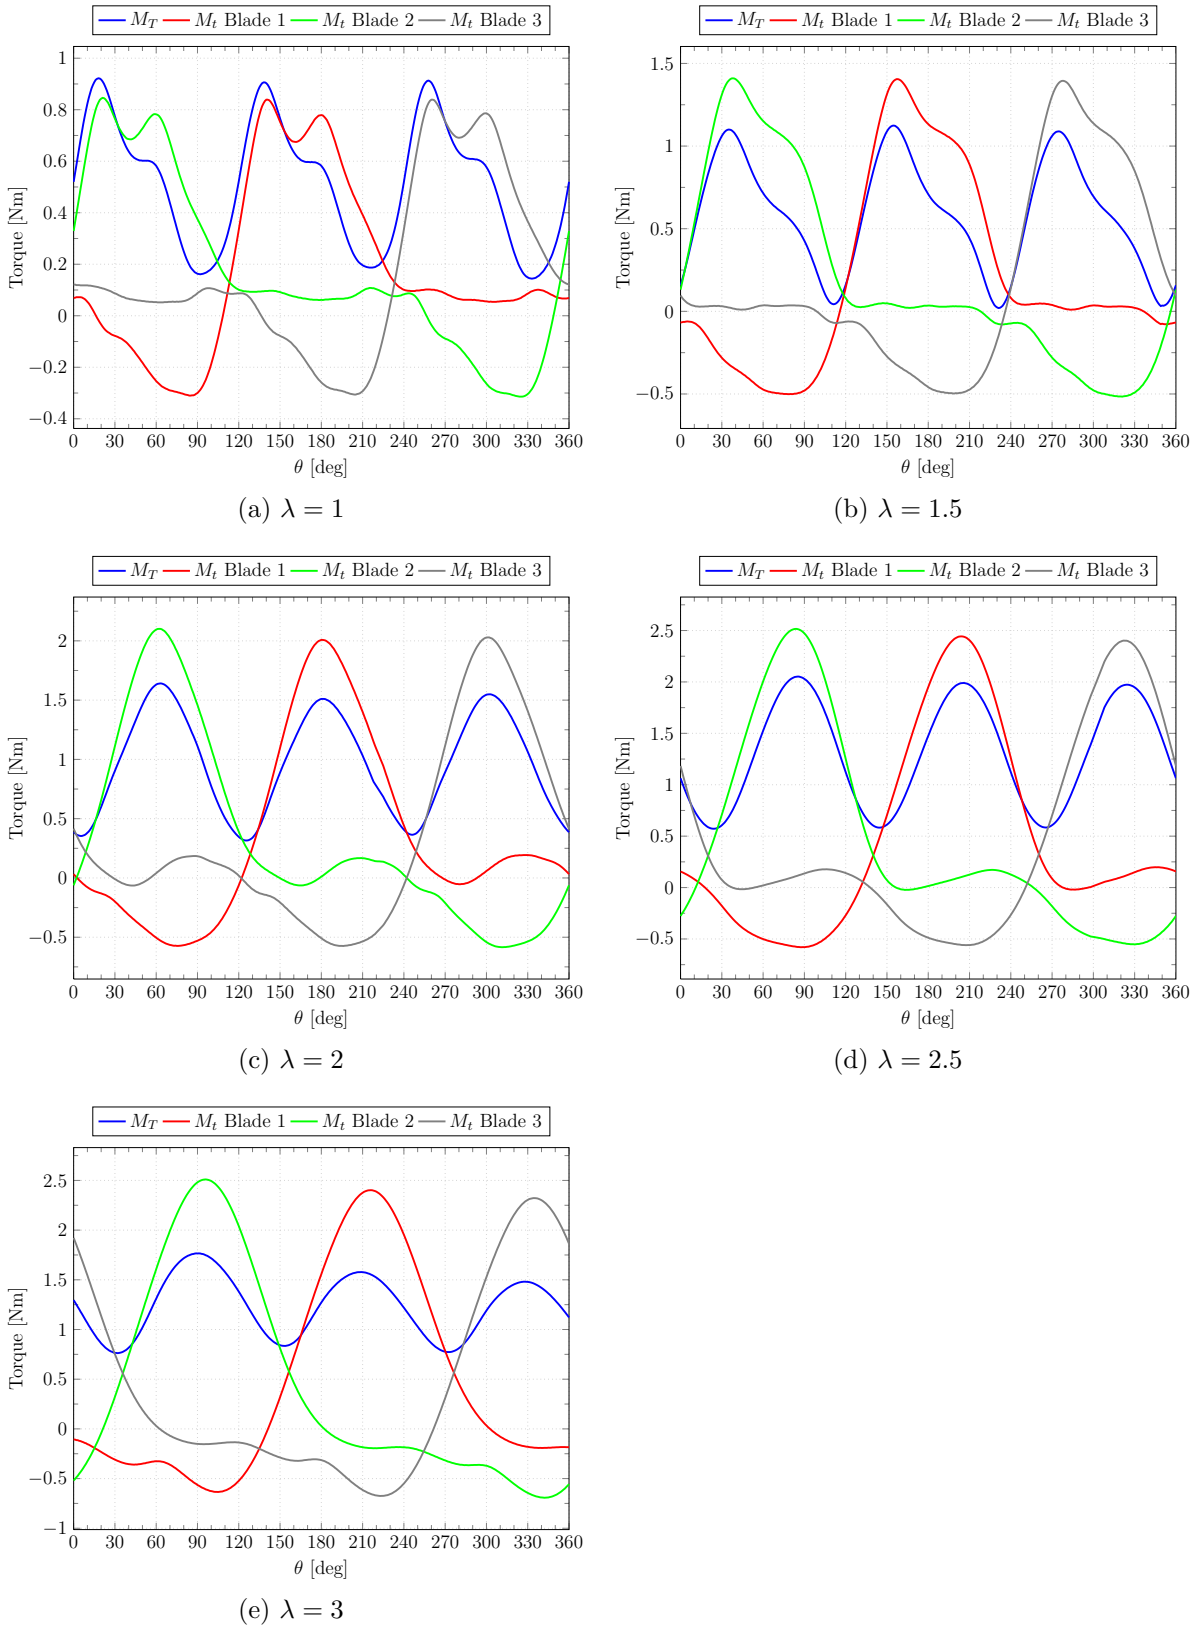 M_T M_t Blade 1 M_t Blade 2 M_t Blade 3
1
0.8
0.6
0.4
0.2
0
−0.2
−0.4
Torque [Nm]
0 30 60 90 120 150 180 210 240 270 300 330 360
θ [deg]
(a) λ = 1
M_T M_t Blade 1 M_t Blade 2 M_t Blade 3
1.5
1
0.5
0
−0.5
Torque [Nm]
0 30 60 90 120 150 180 210 240 270 300 330 360
θ [deg]
(b) λ = 1.5
M_T M_t Blade 1 M_t Blade 2 M_t Blade 3
2
1.5
1
0.5
0
−0.5
Torque [Nm]
0 30 60 90 120 150 180 210 240 270 300 330 360
θ [deg]
(c) λ = 2
M_T M_t Blade 1 M_t Blade 2 M_t Blade 3
2.5
2
1.5
1
0.5
0
−0.5
Torque [Nm]
0 30 60 90 120 150 180 210 240 270 300 330 360
θ [deg]
(d) λ = 2.5
M_T M_t Blade 1 M_t Blade 2 M_t Blade 3
2.5
2
1.5
1
0.5
0
−0.5
−1
Torque [Nm]
0 30 60 90 120 150 180 210 240 270 300 330 360
θ [deg]
(e) λ = 3